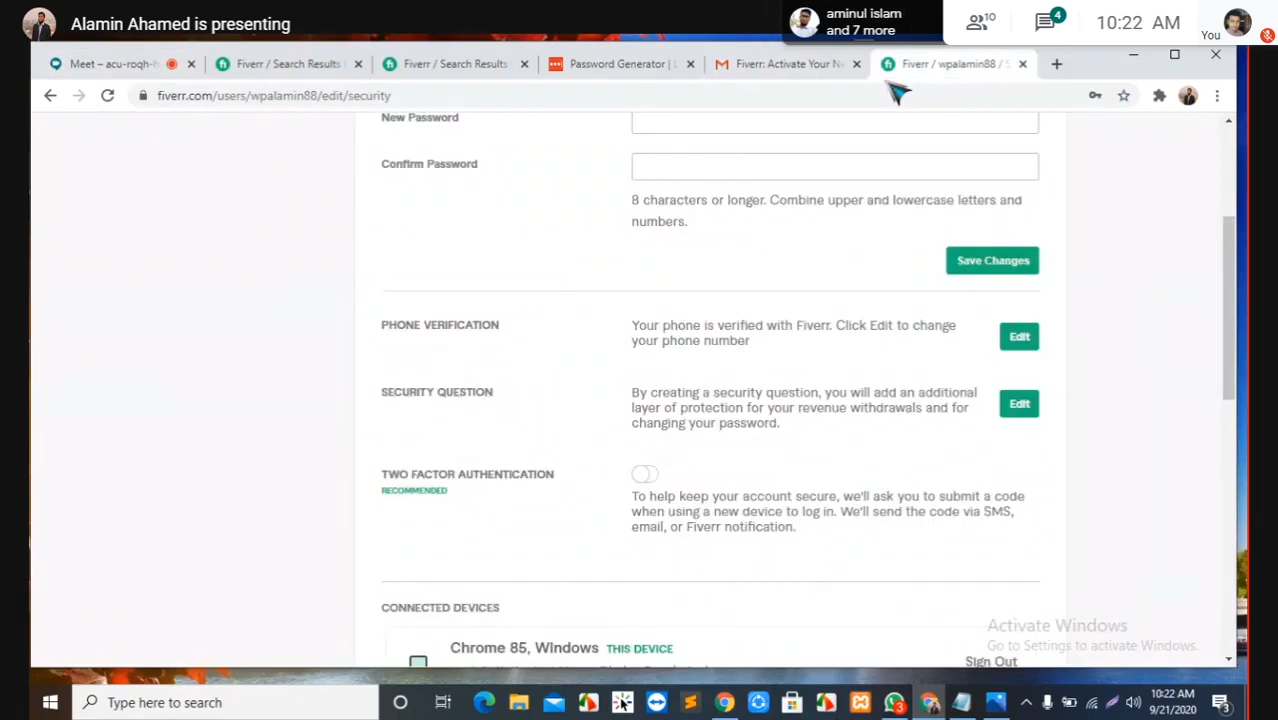 Alamin Ahamed is presenting
aminul islam
and 7 more
10
4
10:22 AM
You
Meet – acu-roqh-
Fiverr / Search Results
Fiverr / Search Results
Password Generator | L
Fiverr: Activate Your Ne
Fiverr / wpalamin88 / S
fiverr.com/users/wpalamin88/edit/security
New Password
Confirm Password
8 characters or longer. Combine upper and lowercase letters and
numbers.
Save Changes
PHONE VERIFICATION
Your phone is verified with Fiverr. Click Edit to change
your phone number
Edit
SECURITY QUESTION
By creating a security question, you will add an additional
layer of protection for your revenue withdrawals and for
changing your password.
Edit
TWO FACTOR AUTHENTICATION
RECOMMENDED
To help keep your account secure, we'll ask you to submit a code
when using a new device to log in. We'll send the code via SMS,
email, or Fiverr notification.
CONNECTED DEVICES
Chrome 85, Windows THIS DEVICE
Sign Out
Activate Windows
Go to Settings to activate Windows.
Type here to search
3
10:22 AM
9/21/2020
3